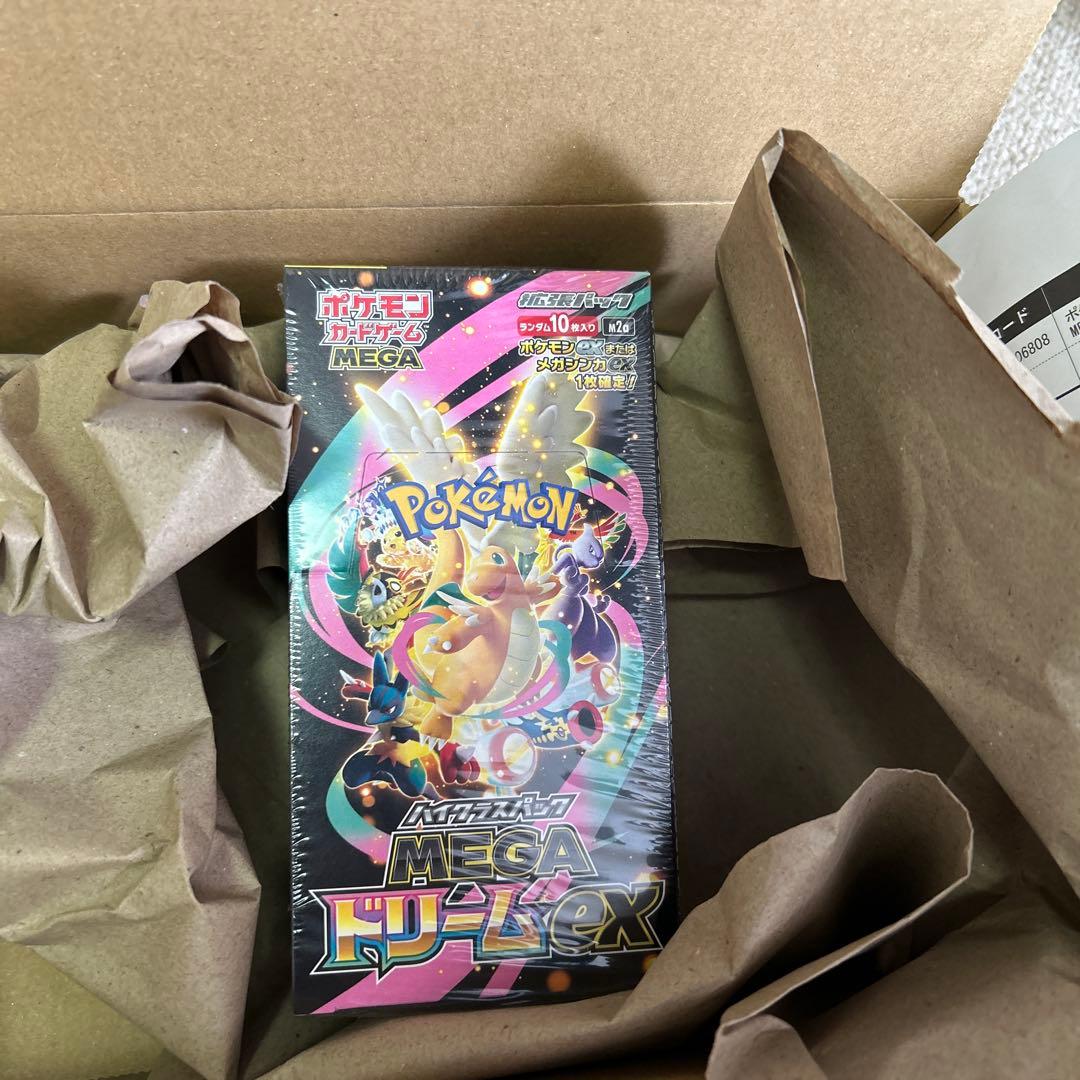 ポケモン
カードゲーム
MEGA
拡張パック
ランダム10枚入り
M2a
ポケモンexまたは
メガシンカex
1枚確定!
POKéMON
ハイクラスパック
MEGA
ドリームex
コード
06808
ポ
M